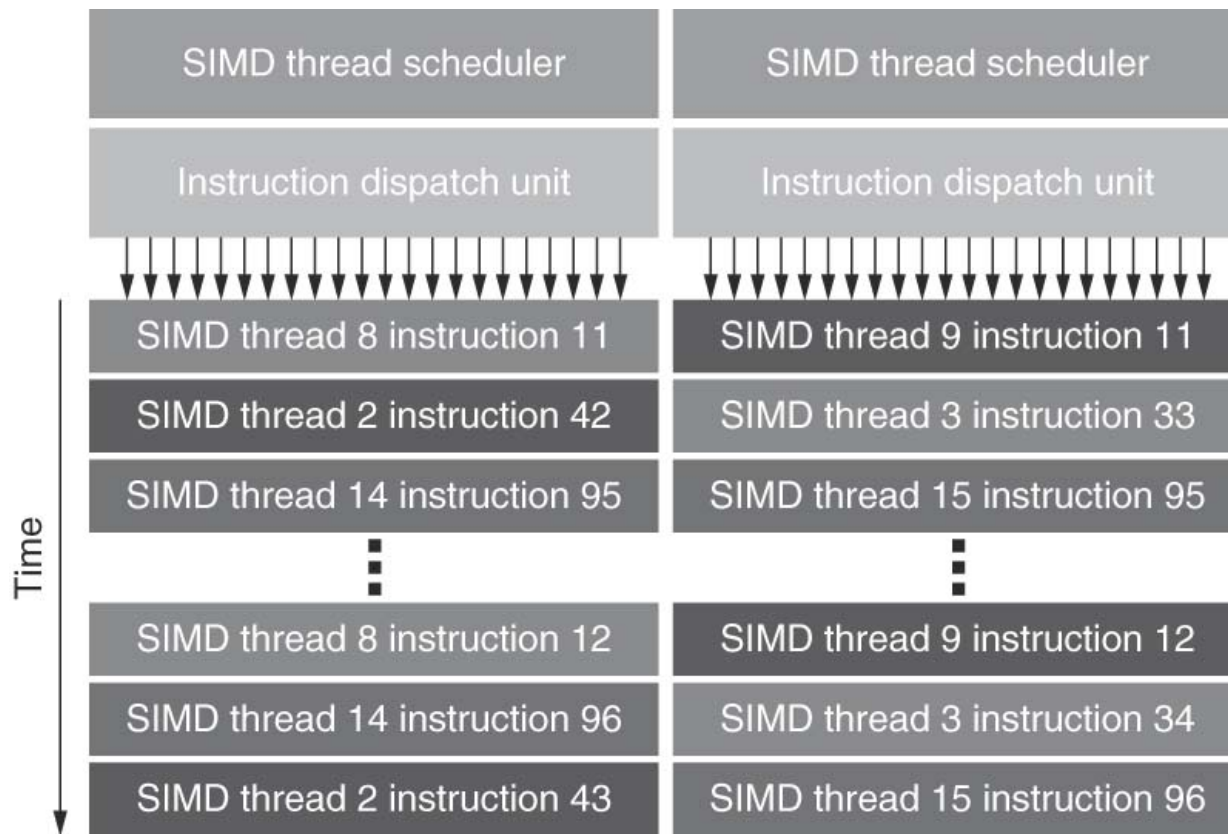 SIMD thread scheduler
Instruction dispatch unit
SIMD thread 8 instruction 11
SIMD thread 2 instruction 42
SIMD thread 14 instruction 95
SIMD thread 8 instruction 12
SIMD thread 14 instruction 96
SIMD thread 2 instruction 43
SIMD thread scheduler
Instruction dispatch unit
SIMD thread 9 instruction 11
SIMD thread 3 instruction 33
SIMD thread 15 instruction 95
SIMD thread 9 instruction 12
SIMD thread 3 instruction 34
SIMD thread 15 instruction 96
Time